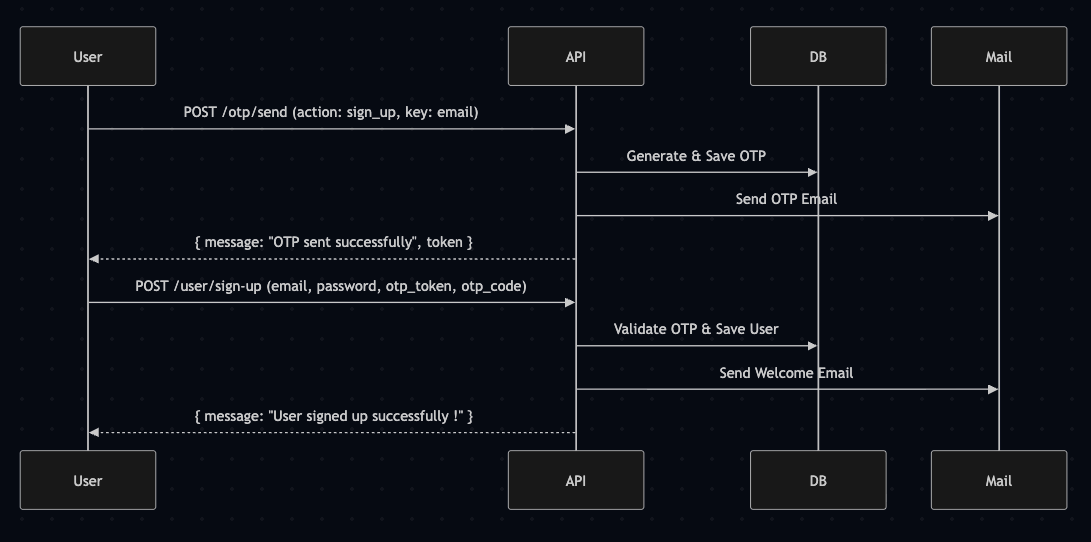 User
API
DB
Mail
POST /otp/send (action: sign_up, key: email)
Generate & Save OTP
Send OTP Email
{ message: "OTP sent successfully", token }
POST /user/sign-up (email, password, otp_token, otp_code)
Validate OTP & Save User
Send Welcome Email
{ message: "User signed up successfully !" }
User
API
DB
Mail